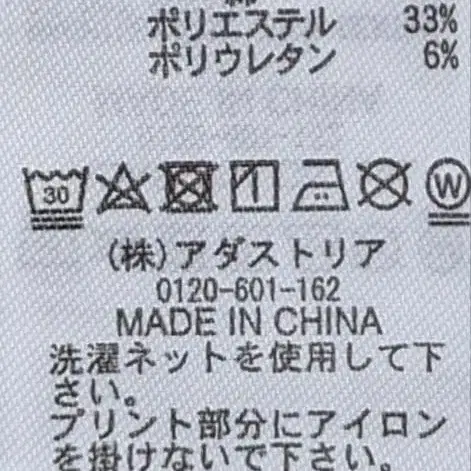 ポリエステル 33%
ポリウレタン 6%
30 W
(株)アダストリア
0120-601-162
MADE IN CHINA
洗濯ネットを使用して下
さい。
プリント部分にアイロン
を掛けないで下さい。